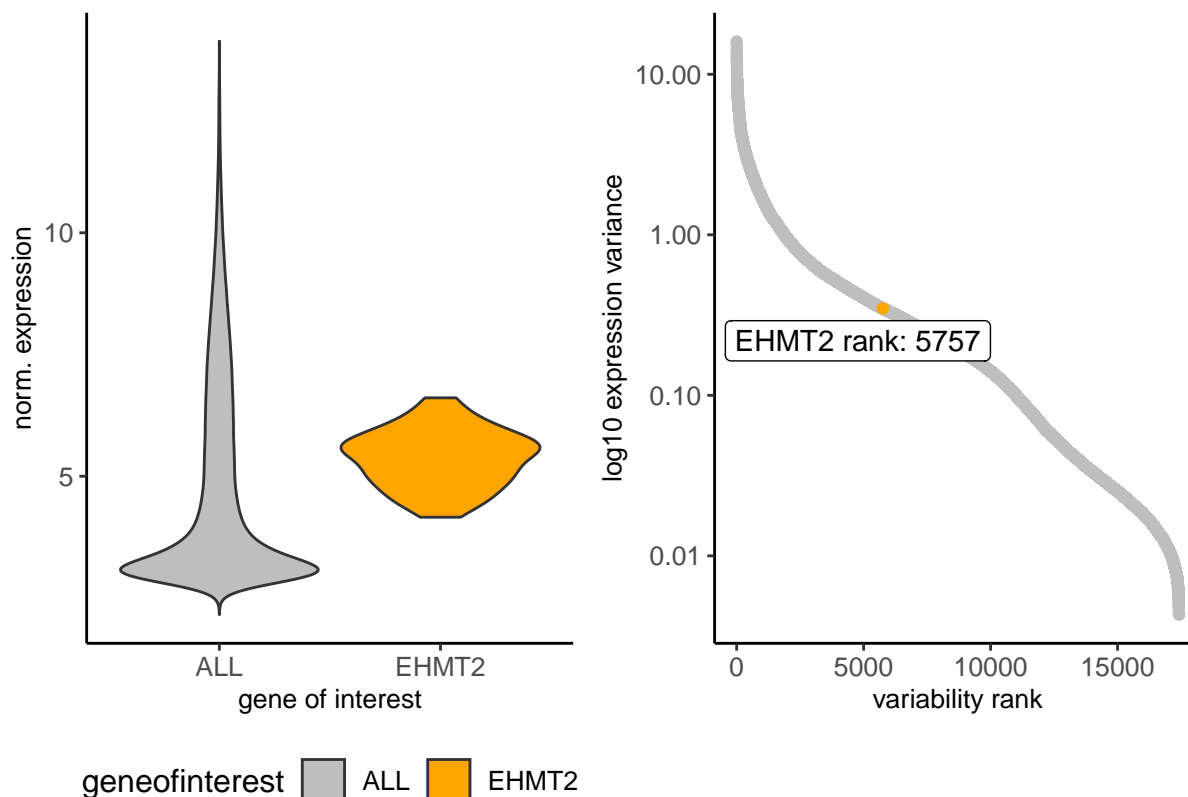 norm. expression
10
5
ALL
EHMT2
gene of interest
log10 expression variance
10.00
1.00
0.10
0.01
EHMT2 rank: 5757
0
5000
10000
15000
variability rank
geneofinterest ALL EHMT2